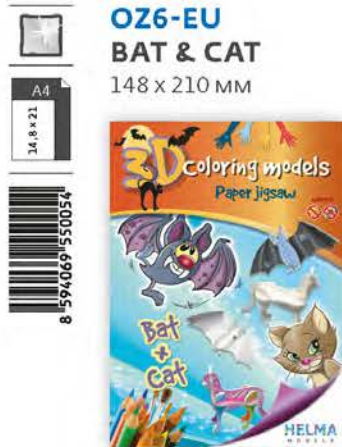 OZ6-EU
BAT & CAT
148 x 210 MM
A4
14,8 x 21
8 594069 550054
3D coloring models
Paper jigsaw
Bat
+
Cat
HELMA
MODELS